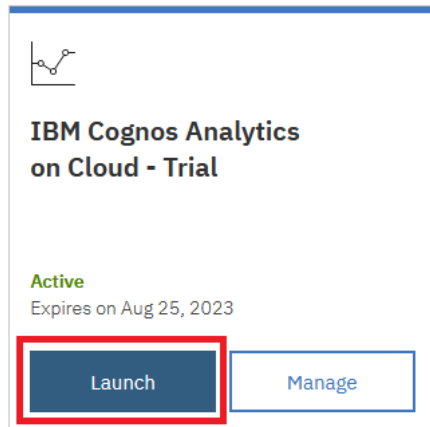 IBM Cognos Analytics
on Cloud - Trial
Active
Expires on Aug 25, 2023
Launch
Manage